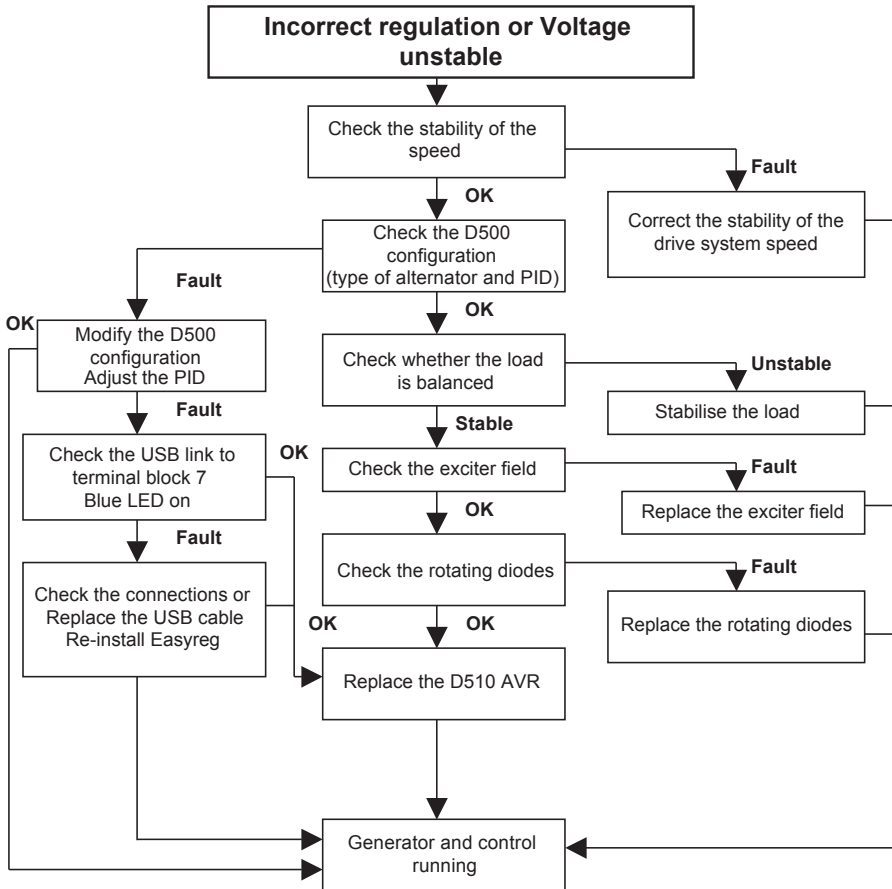 Incorrect regulation or Voltage
unstable
Check the stability of the
speed
Fault
OK
Correct the stability of the
drive system speed
Check the D500
configuration
(type of alternator and PID)
Fault
OK
OK
Modify the D500
configuration
Adjust the PID
Check whether the load
is balanced
Unstable
Stabilise the load
Fault
Stable
Check the USB link to
terminal block 7
Blue LED on
OK
Check the exciter field
Fault
Replace the exciter field
Fault
OK
Check the connections or
Replace the USB cable
Re-install Easyreg
OK
Check the rotating diodes
Fault
Replace the rotating diodes
OK
Replace the D510 AVR
Generator and control
running